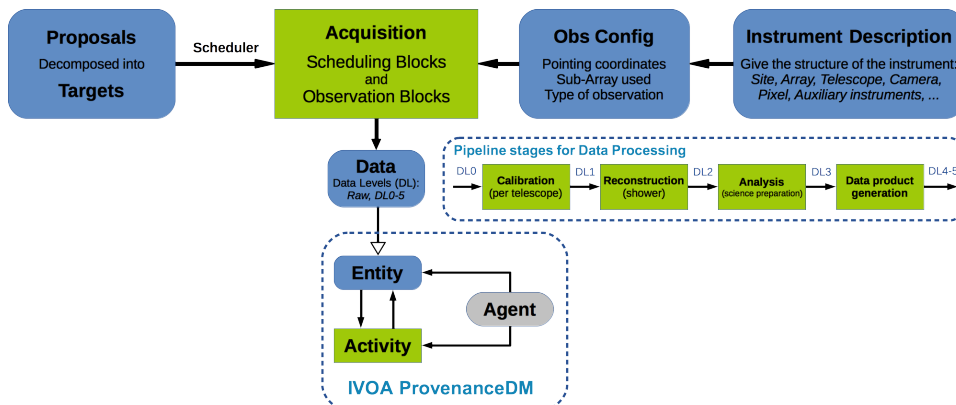 Proposals
Decomposed into
Targets
Scheduler
Acquisition
Scheduling Blocks
and
Observation Blocks
Obs Config
Pointing coordinates
Sub-Array used
Type of observation
Instrument Description
Give the structure of the instrument:
Site, Array, Telescope, Camera,
Pixel, Auxiliary instruments, ...
Data
Data Levels (DL):
Raw, DL0-5
Pipeline stages for Data Processing
DL0
Calibration
(per telescope)
DL1
Reconstruction
(shower)
DL2
Analysis
(science preparation)
DL3
Data product
generation
DL4-5
Entity
Agent
Activity
IVOA ProvenanceDM